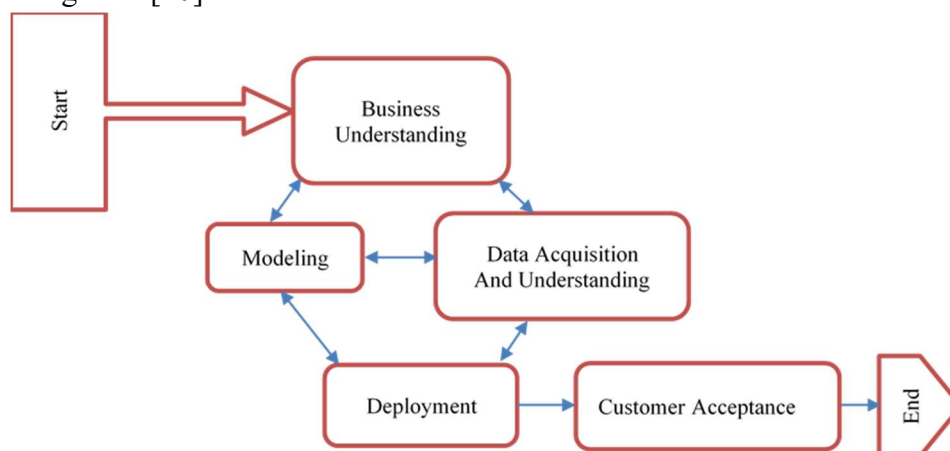 Start
Business
Understanding
Modeling
Data Acquisition
And Understanding
Deployment
Customer Acceptance
End